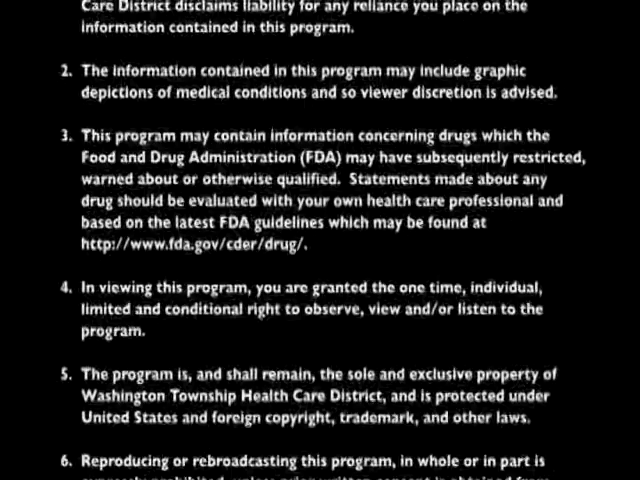 Care District disclaims liability for any reliance you place on the
information contained in this program.
2. The information contained in this program may include graphic
depictions of medical conditions and so viewer discretion is advised.
3. This program may contain information concerning drugs which the
Food and Drug Administration (FDA) may have subsequently restricted,
warned about or otherwise qualified. Statements made about any
drug should be evaluated with your own health care professional and
based on the latest FDA guidelines which may be found at
http://www.fda.gov/cder/drug/.
4. In viewing this program, you are granted the one time, individual,
limited and conditional right to observe, view and/or listen to the
program.
5. The program is, and shall remain, the sole and exclusive property of
Washington Township Health Care District, and is protected under
United States and foreign copyright, trademark, and other laws.
6. Reproducing or rebroadcasting this program, in whole or in part is